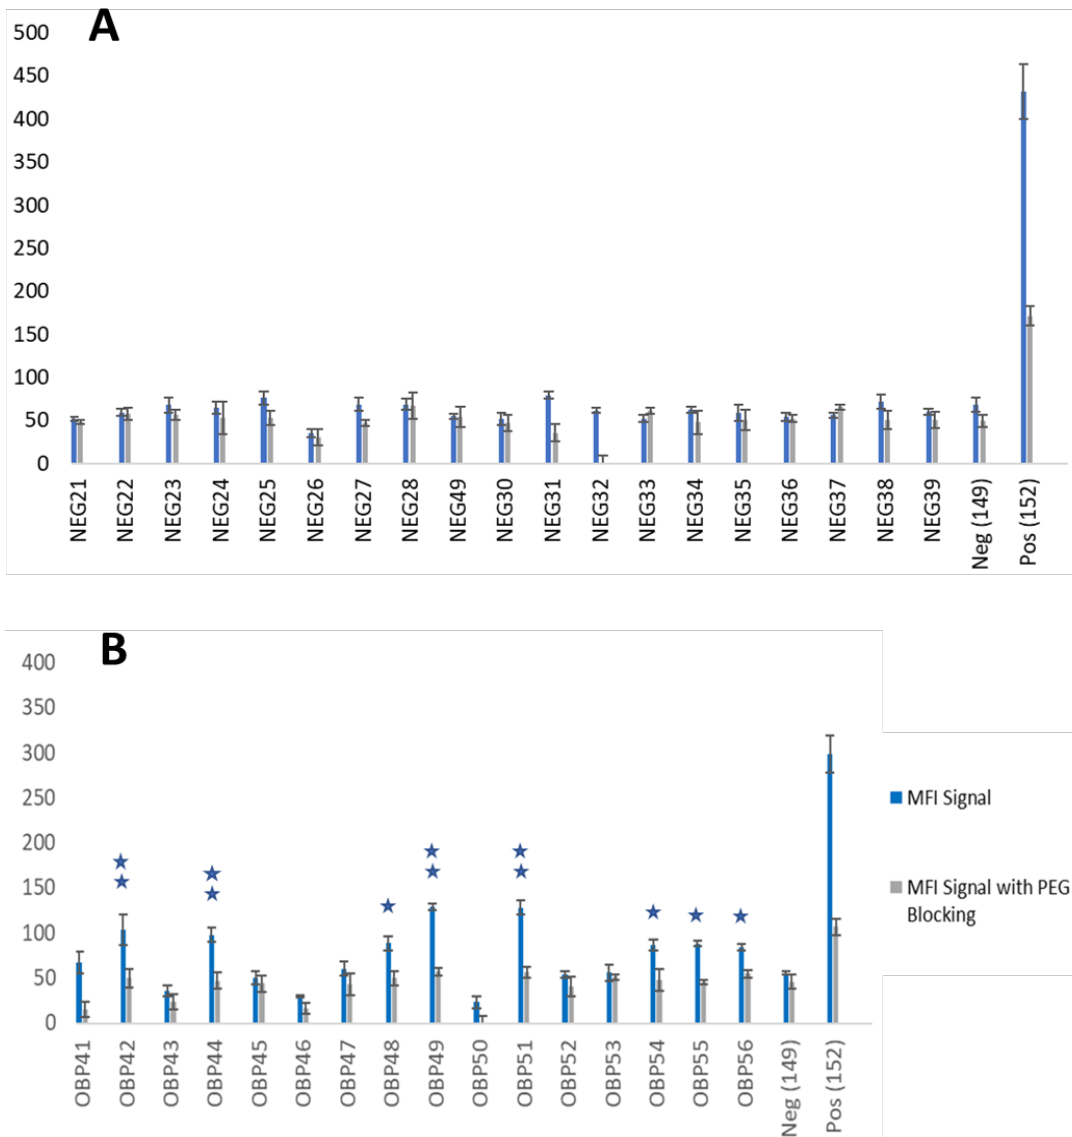 A
500
450
400
350
300
250
200
150
100
50
0
NEG21
NEG22
NEG23
NEG24
NEG25
NEG26
NEG27
NEG28
NEG49
NEG30
NEG31
NEG32
NEG33
NEG34
NEG35
NEG36
NEG37
NEG38
NEG39
Neg (149)
Pos (152)
B
400
350
300
250
200
150
100
50
0
OBP41
OBP42
OBP43
OBP44
OBP45
OBP46
OBP47
OBP48
OBP49
OBP50
OBP51
OBP52
OBP53
OBP54
OBP55
OBP56
Neg (149)
Pos (152)
MFI Signal
MFI Signal with PEG
Blocking